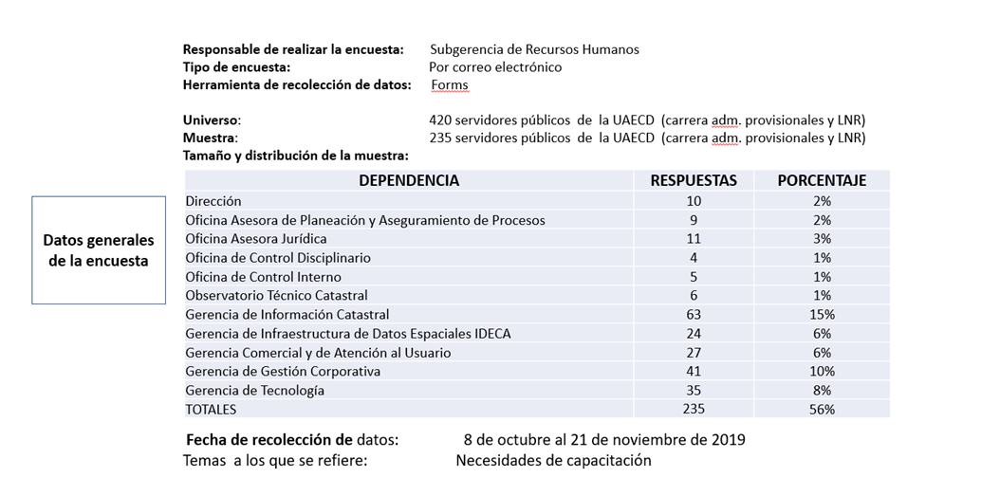 Responsable de realizar la encuesta: Subgerencia de Recursos Humanos
Tipo de encuesta: Por correo electrónico
Herramienta de recolección de datos: Forms
Universo: 420 servidores públicos de la UAECD (carrera adm. provisionales y LNR)
Muestra: 235 servidores públicos de la UAECD (carrera adm. provisionales y LNR)
Tamaño y distribución de la muestra:
Datos generales
de la encuesta
DEPENDENCIA RESPUESTAS PORCENTAJE
Dirección 10 2%
Oficina Asesora de Planeación y Aseguramiento de Procesos 9 2%
Oficina Asesora Jurídica 11 3%
Oficina de Control Disciplinario 4 1%
Oficina de Control Interno 5 1%
Observatorio Técnico Catastral 6 1%
Gerencia de Información Catastral 63 15%
Gerencia de Infraestructura de Datos Espaciales IDECA 24 6%
Gerencia Comercial y de Atención al Usuario 27 6%
Gerencia de Gestión Corporativa 41 10%
Gerencia de Tecnología 35 8%
TOTALES 235 56%
Fecha de recolección de datos: 8 de octubre al 21 de noviembre de 2019
Temas a los que se refiere: Necesidades de capacitación